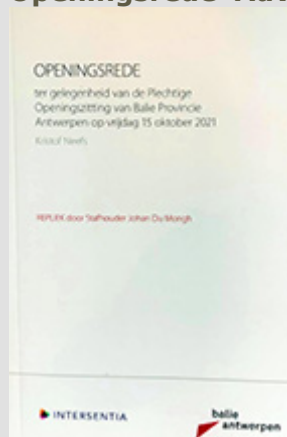 OPENINGSREDE
ter gelegenheid van de Plechtige
Openingszitting van Balie Provincie
Antwerpen op vrijdag 15 oktober 2021
Kristof Neefs
REPLIEK door Stafhouder Johan Du Mongh
INTERSENTIA
balie
antwerpen